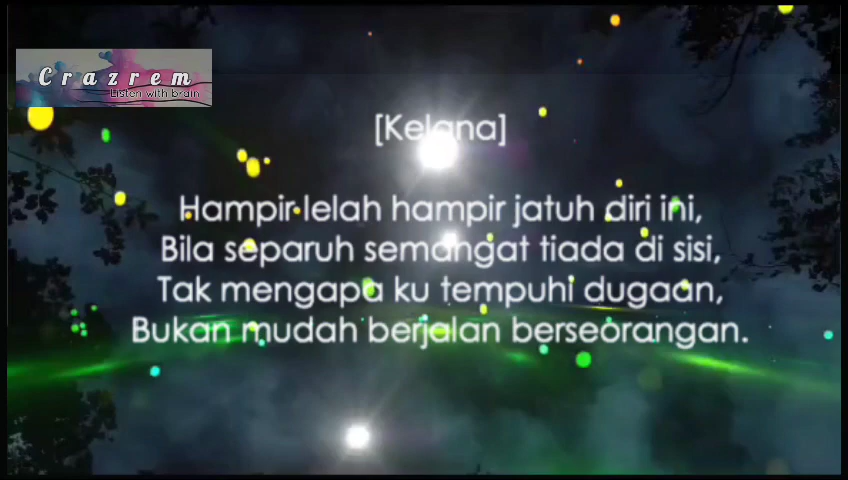 Crazrem
Listen with brain
[Kelana]
Hampir lelah hampir jatuh diri ini,
Bila separuh semangat tiada di sisi,
Tak mengapa ku tempuhi dugaan,
Bukan mudah berjalan berseorangan.